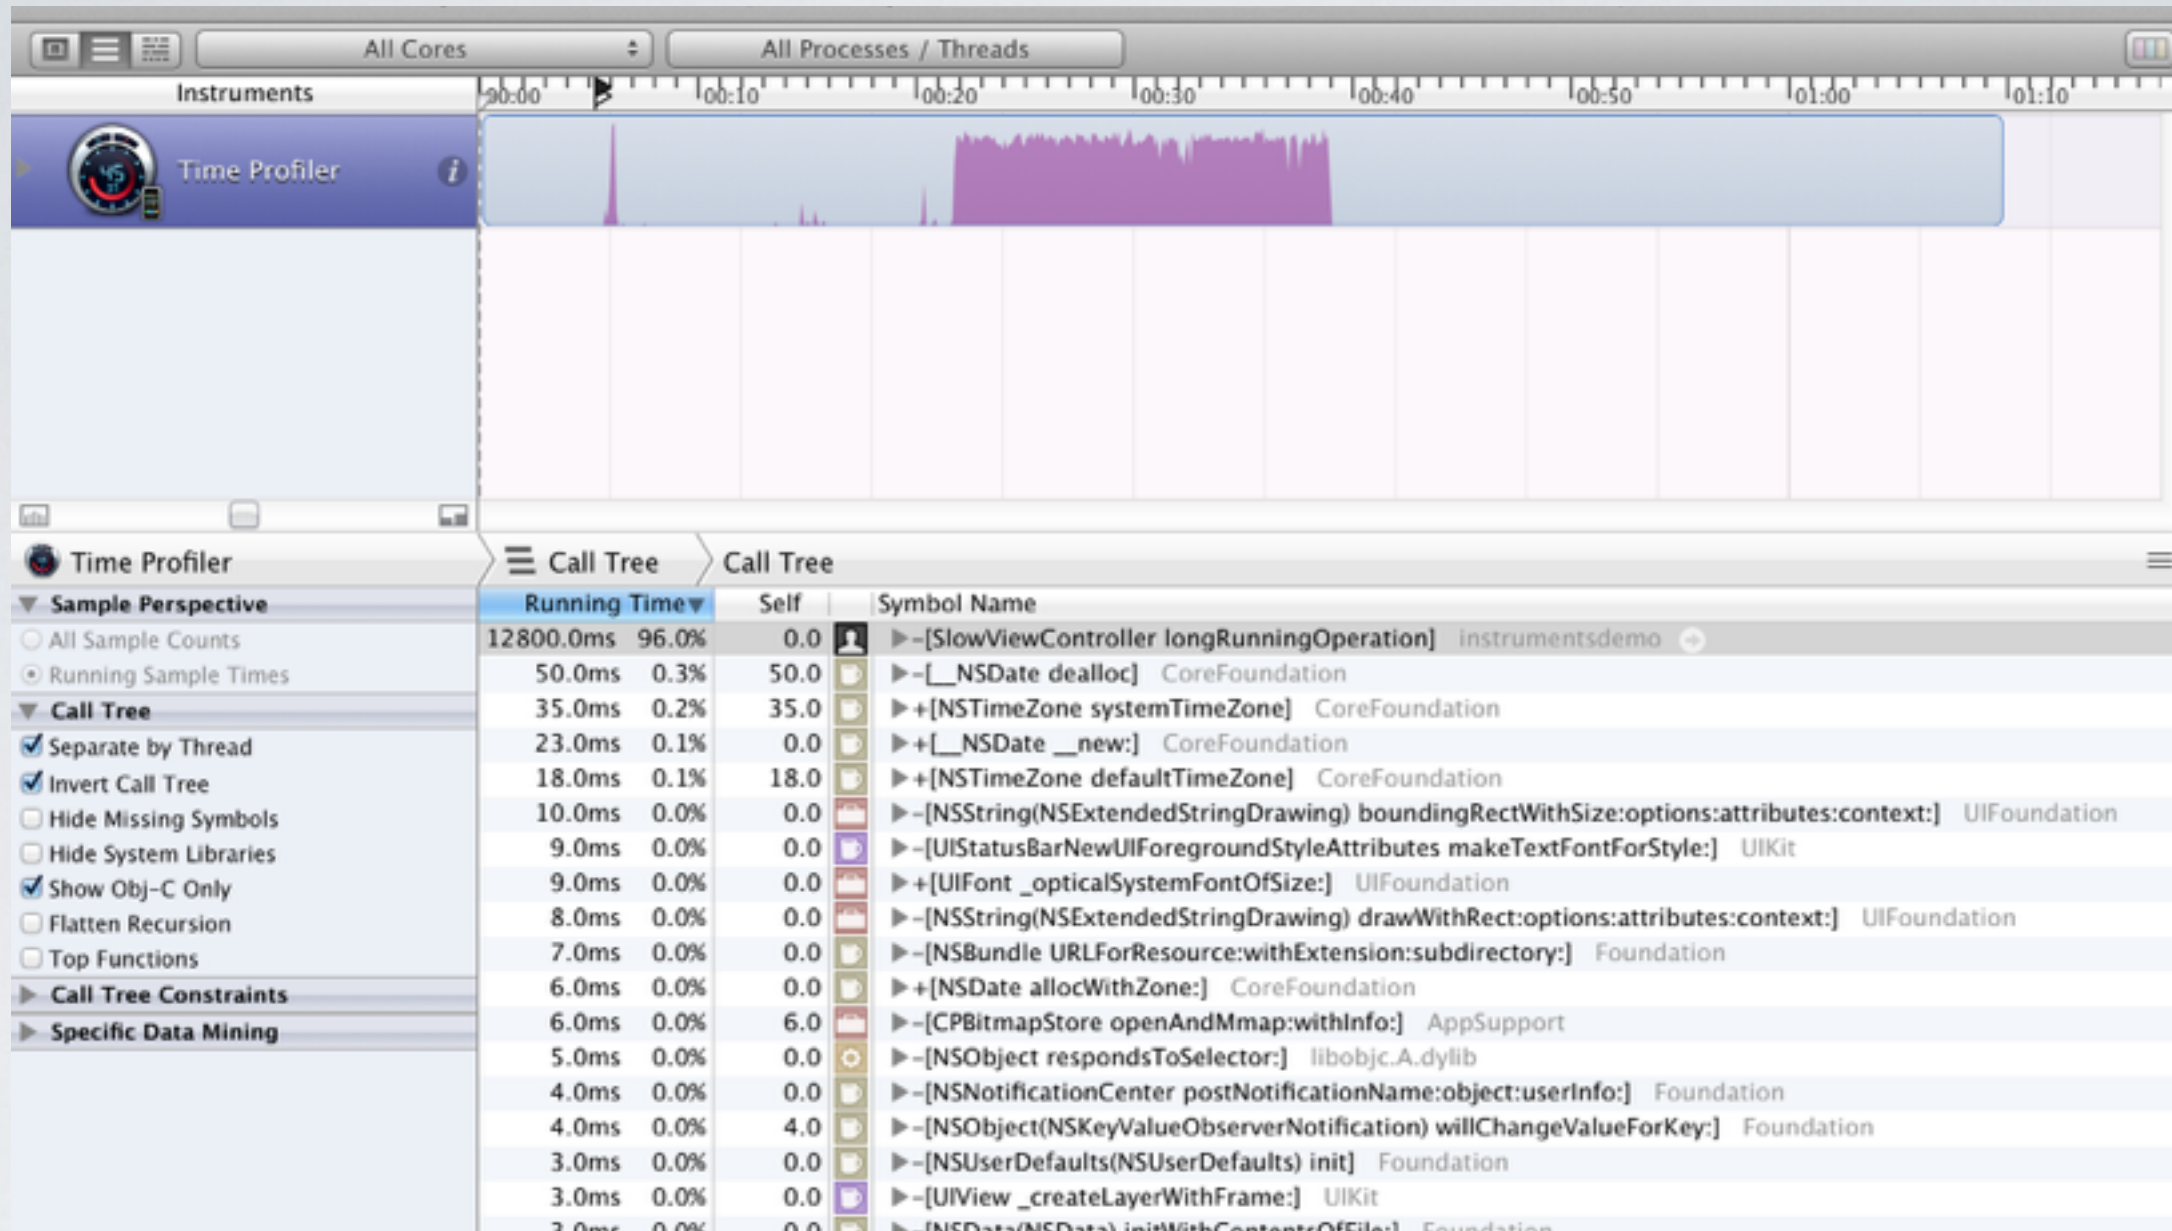 All Cores All Processes / Threads
Instruments 00:00 00:10 00:20 00:30 00:40 00:50 01:00 01:10
Time Profiler
Time Profiler Call Tree Call Tree
Sample Perspective Running Time Self Symbol Name
All Sample Counts 12800.0ms 96.0% 0.0 -[SlowViewController longRunningOperation] instrumentsdemo
Running Sample Times 50.0ms 0.3% 50.0 -[__NSDate dealloc] CoreFoundation
Call Tree 35.0ms 0.2% 35.0 +[NSTimeZone systemTimeZone] CoreFoundation
Separate by Thread 23.0ms 0.1% 0.0 +[__NSDate __new:] CoreFoundation
Invert Call Tree 18.0ms 0.1% 18.0 +[NSTimeZone defaultTimeZone] CoreFoundation
Hide Missing Symbols 10.0ms 0.0% 0.0 -[NSString(NSExtendedStringDrawing) boundingRectWithSize:options:attributes:context:] UIFoundation
Hide System Libraries 9.0ms 0.0% 0.0 -[UIStatusBarNewUIForegroundStyleAttributes makeTextFontForStyle:] UIKit
Show Obj-C Only 9.0ms 0.0% 0.0 +[UIFont _opticalSystemFontOfSize:] UIFoundation
Flatten Recursion 8.0ms 0.0% 0.0 -[NSString(NSExtendedStringDrawing) drawWithRect:options:attributes:context:] UIFoundation
Top Functions 7.0ms 0.0% 0.0 -[NSBundle URLForResource:withExtension:subdirectory:] Foundation
Call Tree Constraints 6.0ms 0.0% 0.0 +[NSDate allocWithZone:] CoreFoundation
Specific Data Mining 6.0ms 0.0% 6.0 -[CPBitmapStore openAndMmap:withInfo:] AppSupport
5.0ms 0.0% 0.0 -[NSObject respondsToSelector:] libobjc.A.dylib
4.0ms 0.0% 0.0 -[NSNotificationCenter postNotificationName:object:userInfo:] Foundation
4.0ms 0.0% 4.0 -[NSObject(NSKeyValueObserverNotification) willChangeValueForKey:] Foundation
3.0ms 0.0% 0.0 -[NSUserDefaults(NSUserDefaults) init] Foundation
3.0ms 0.0% 0.0 -[UIView _createLayerWithFrame:] UIKit
3.0ms 0.0% 0.0 -[NSData(NSData) initWithContentsOfFile:] Foundation